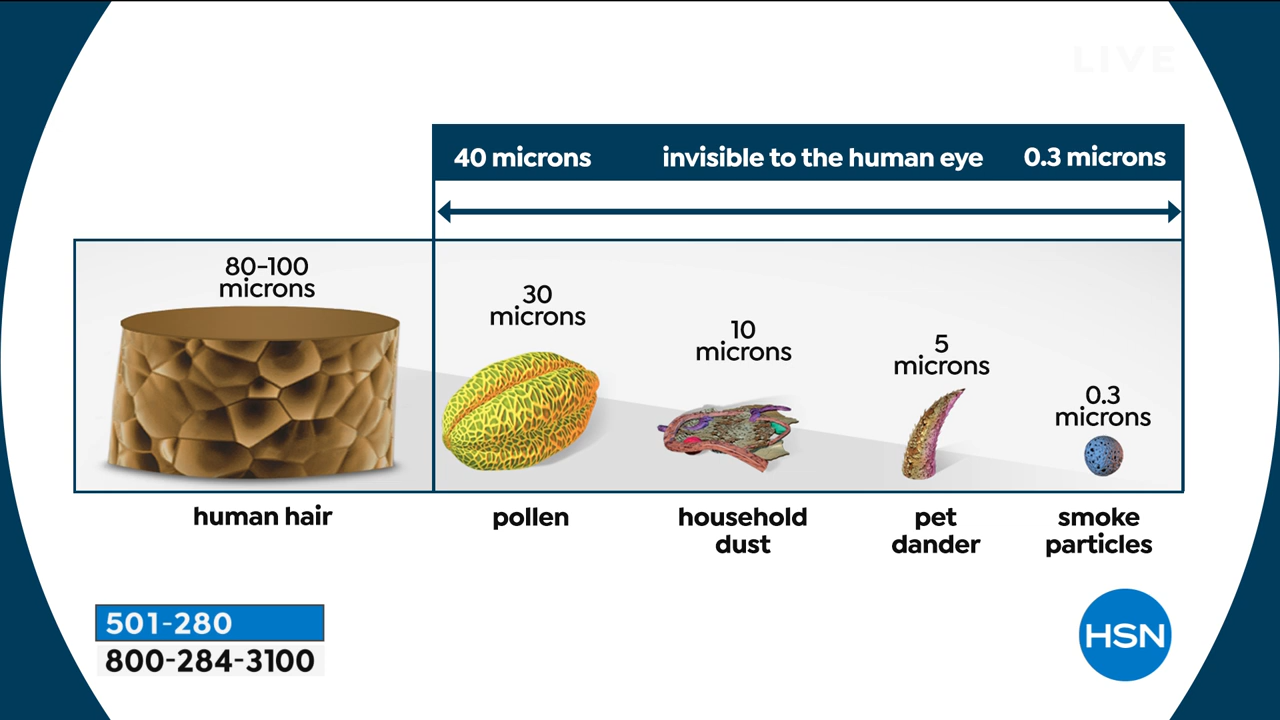 LIVE
40 microns invisible to the human eye 0.3 microns
80-100
microns
30
microns
10
microns
5
microns
0.3
microns
human hair
pollen
household
dust
pet
dander
smoke
particles
501-280
800-284-3100
HSN